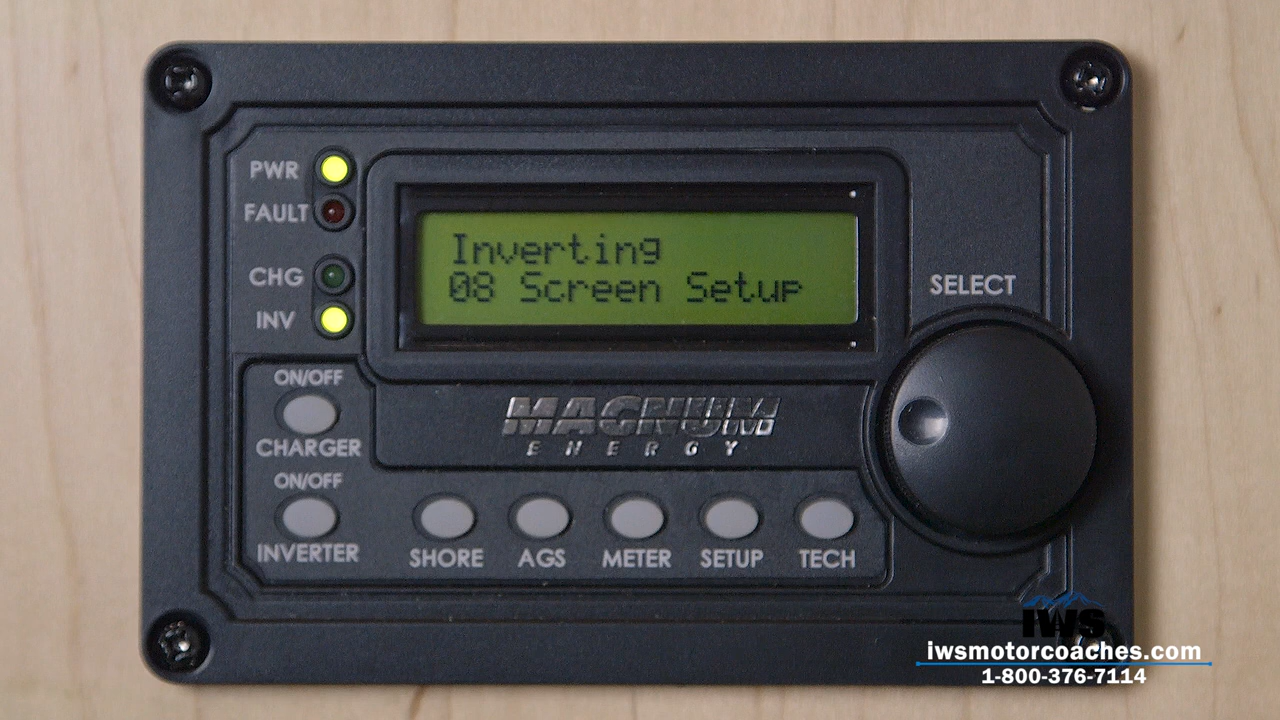 PWR
FAULT
CHG
INV
Inverting
08 Screen Setup
SELECT
ON/OFF
CHARGER
ON/OFF
INVERTER
MAGNUM
ENERGY
SHORE
AGS
METER
SETUP
TECH
iWS
iwsmotorcoaches.com
1-800-376-7114